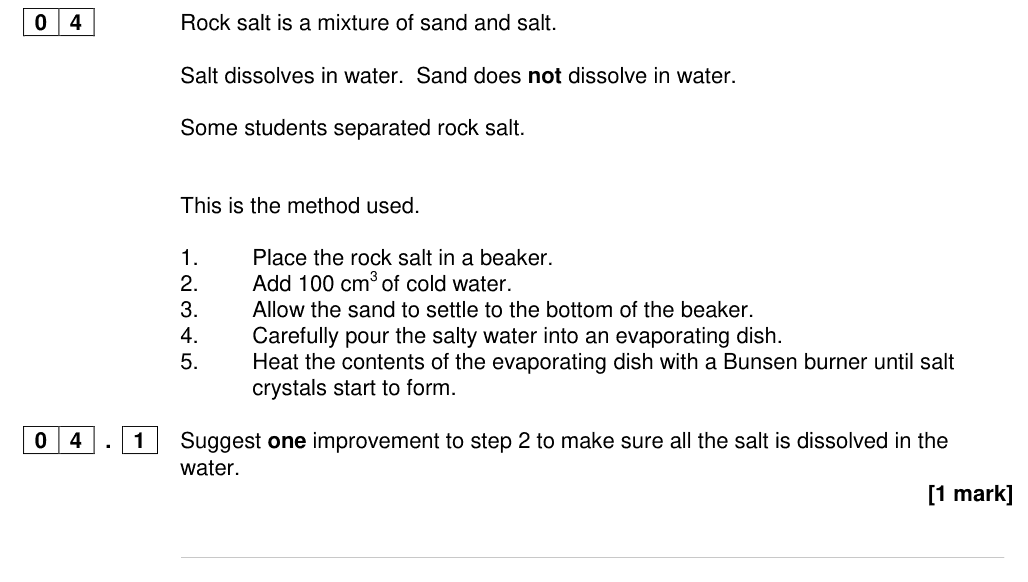 0 4 Rock salt is a mixture of sand and salt.
Salt dissolves in water. Sand does not dissolve in water.
Some students separated rock salt.
This is the method used.
1. Place the rock salt in a beaker.
2. Add 100 cm³ of cold water.
3. Allow the sand to settle to the bottom of the beaker.
4. Carefully pour the salty water into an evaporating dish.
5. Heat the contents of the evaporating dish with a Bunsen burner until salt
crystals start to form.
0 4 . 1 Suggest one improvement to step 2 to make sure all the salt is dissolved in the
water.
[1 mark]